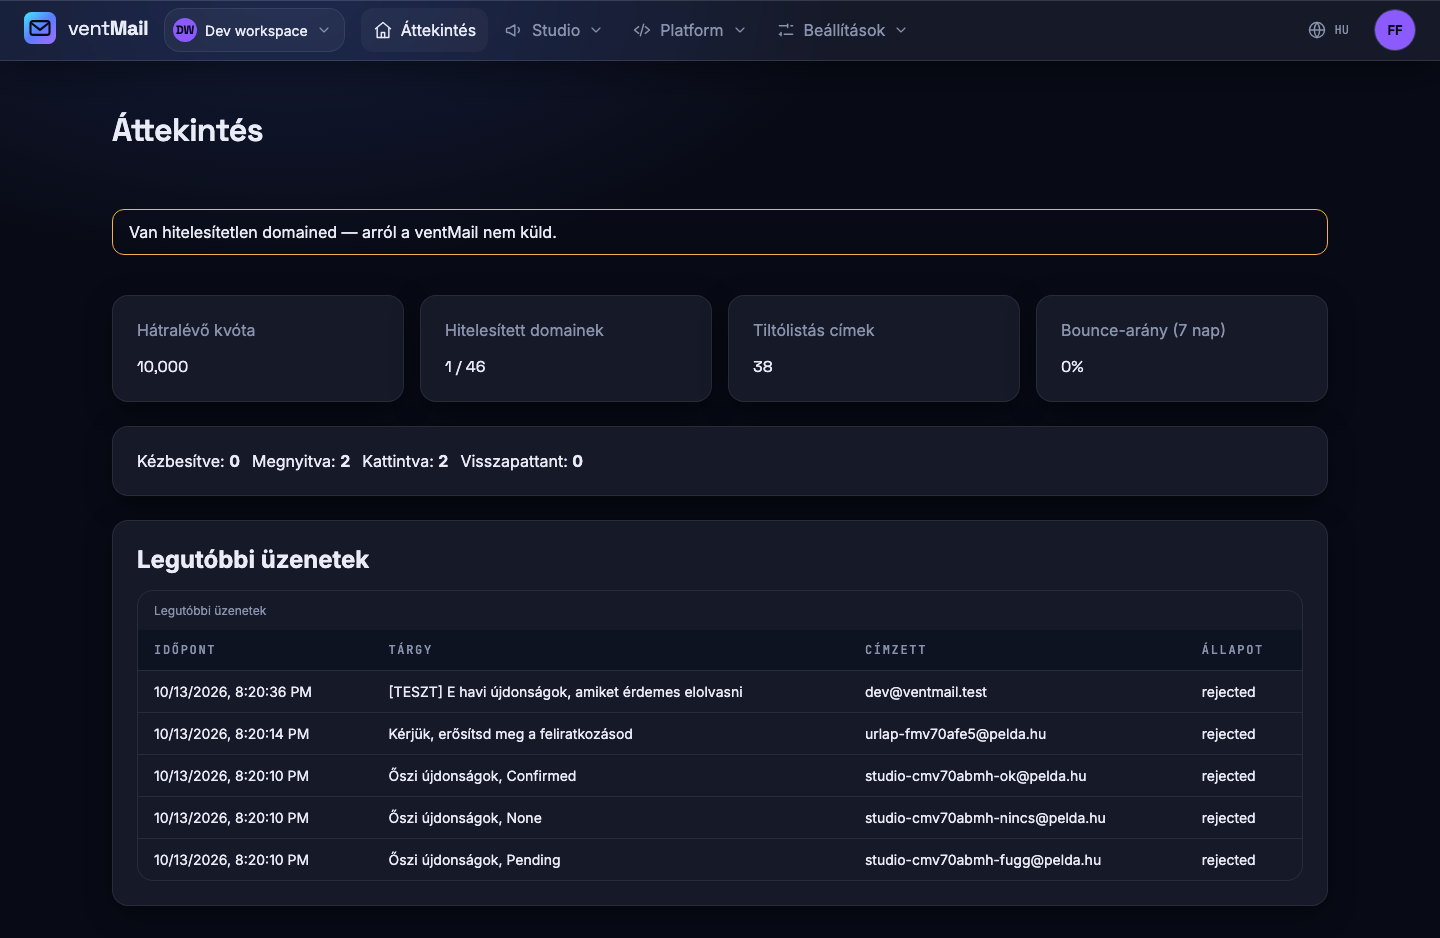 ventMail
DW Dev workspace
Áttekintés
Studio
Platform
Beállítások
HU
FF
Áttekintés
Van hitelesítetlen domained — arról a ventMail nem küld.
Hátralévő kvóta
10,000
Hitelesített domainek
1 / 46
Tiltólistás címek
38
Bounce-arány (7 nap)
0%
Kézbesítve: 0 Megnyitva: 2 Kattintva: 2 Visszapattant: 0
Legutóbbi üzenetek
Legutóbbi üzenetek
IDŐPONT TÁRGY CÍMZETT ÁLLAPOT
10/13/2026, 8:20:36 PM [TESZT] E havi újdonságok, amiket érdemes elolvasni dev@ventmail.test rejected
10/13/2026, 8:20:14 PM Kérjük, erősítsd meg a feliratkozásod urlap-fmv70afe5@pelda.hu rejected
10/13/2026, 8:20:10 PM Őszi újdonságok, Confirmed studio-cmv70abmh-ok@pelda.hu rejected
10/13/2026, 8:20:10 PM Őszi újdonságok, None studio-cmv70abmh-nincs@pelda.hu rejected
10/13/2026, 8:20:10 PM Őszi újdonságok, Pending studio-cmv70abmh-fugg@pelda.hu rejected